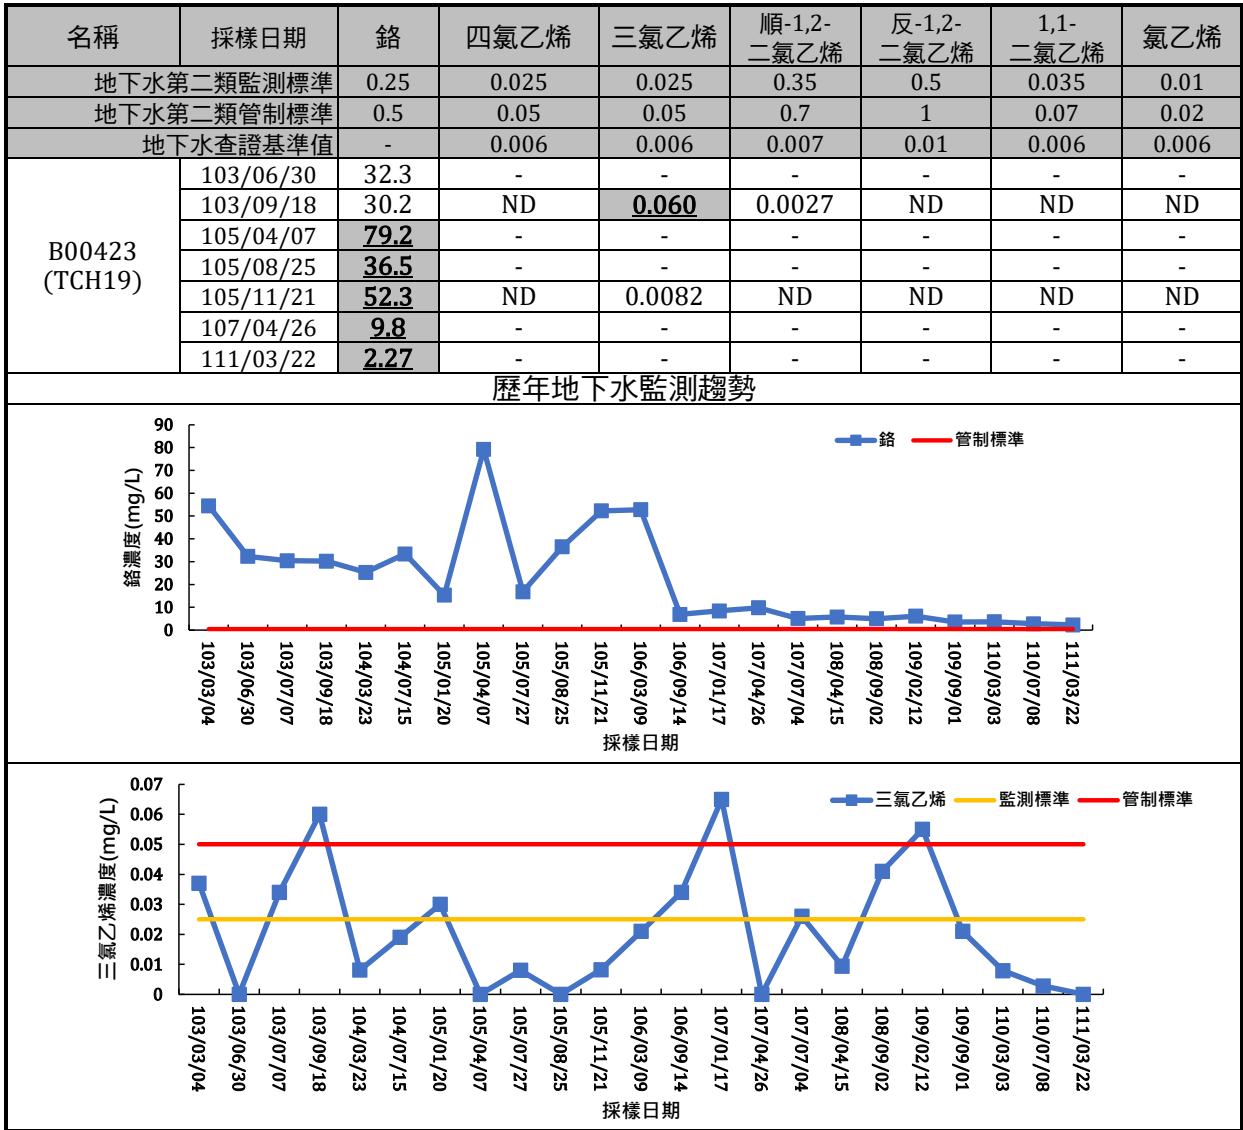 名稱 採樣日期 鉻 四氯乙烯 三氯乙烯 順-1,2-二氯乙烯 反-1,2-二氯乙烯 1,1-二氯乙烯 氯乙烯
地下水第二類監測標準 0.25 0.025 0.025 0.35 0.5 0.035 0.01
地下水第二類管制標準 0.5 0.05 0.05 0.7 1 0.07 0.02
地下水查證基準值 - 0.006 0.006 0.007 0.01 0.006 0.006
B00423
(TCH19)
103/06/30 32.3 - - - - - -
103/09/18 30.2 ND 0.060 0.0027 ND ND ND
105/04/07 79.2 - - - - - -
105/08/25 36.5 - - - - - -
105/11/21 52.3 ND 0.0082 ND ND ND ND
107/04/26 9.8 - - - - - -
111/03/22 2.27 - - - - - -
歷年地下水監測趨勢
鉻 管制標準
鉻濃度(mg/L)
90
80
70
60
50
40
30
20
10
0
103/03/04 103/06/30 103/07/07 103/09/18 104/03/23 104/07/15 105/01/20 105/04/07 105/07/27 105/08/25 105/11/21 106/03/09 106/09/14 107/01/17 107/04/26 107/07/04 108/04/15 108/09/02 109/02/12 109/09/01 110/03/03 110/07/08 111/03/22
採樣日期
三氯乙烯 監測標準 管制標準
三氯乙烯濃度(mg/L)
0.07
0.06
0.05
0.04
0.03
0.02
0.01
0
103/03/04 103/06/30 103/07/07 103/09/18 104/03/23 104/07/15 105/01/20 105/04/07 105/07/27 105/08/25 105/11/21 106/03/09 106/09/14 107/01/17 107/04/26 107/07/04 108/04/15 108/09/02 109/02/12 109/09/01 110/03/03 110/07/08 111/03/22
採樣日期